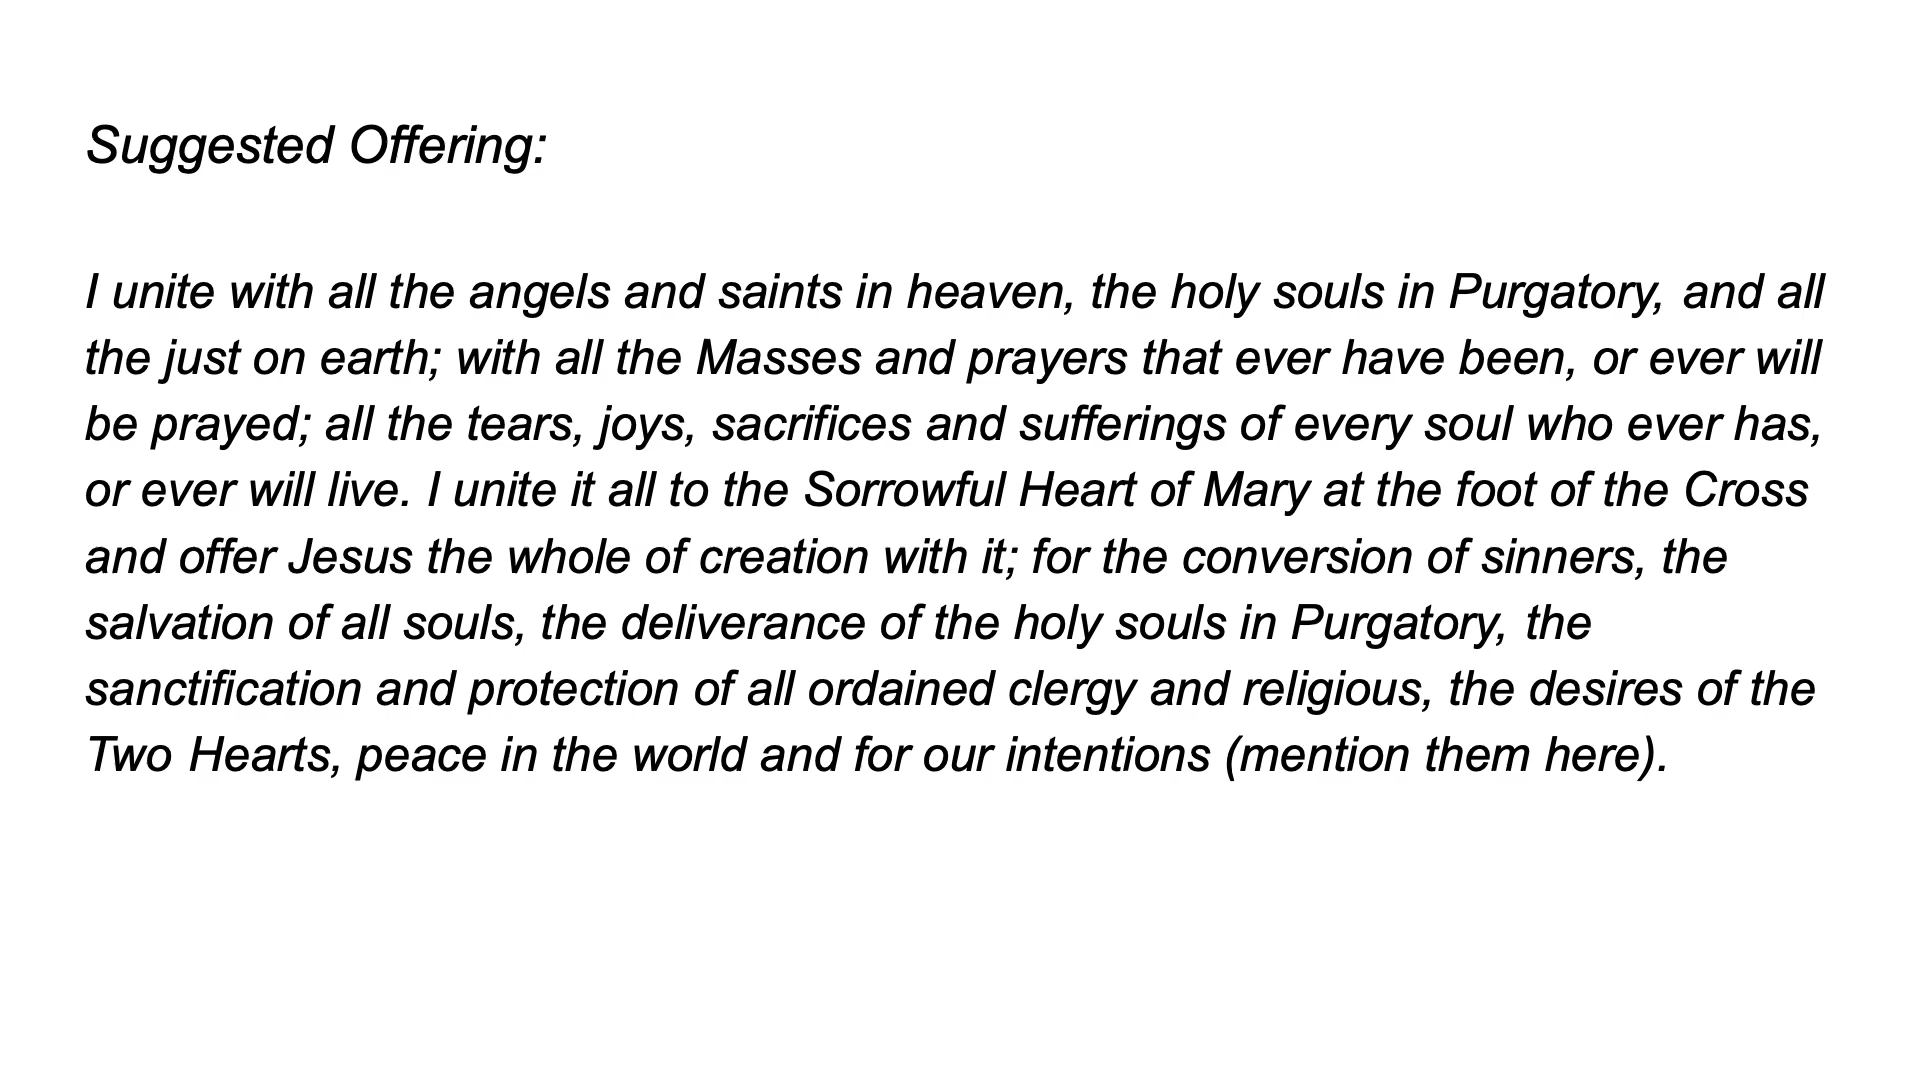 Suggested Offering:
I unite with all the angels and saints in heaven, the holy souls in Purgatory, and all
the just on earth; with all the Masses and prayers that ever have been, or ever will
be prayed; all the tears, joys, sacrifices and sufferings of every soul who ever has,
or ever will live. I unite it all to the Sorrowful Heart of Mary at the foot of the Cross
and offer Jesus the whole of creation with it; for the conversion of sinners, the
salvation of all souls, the deliverance of the holy souls in Purgatory, the
sanctification and protection of all ordained clergy and religious, the desires of the
Two Hearts, peace in the world and for our intentions (mention them here).